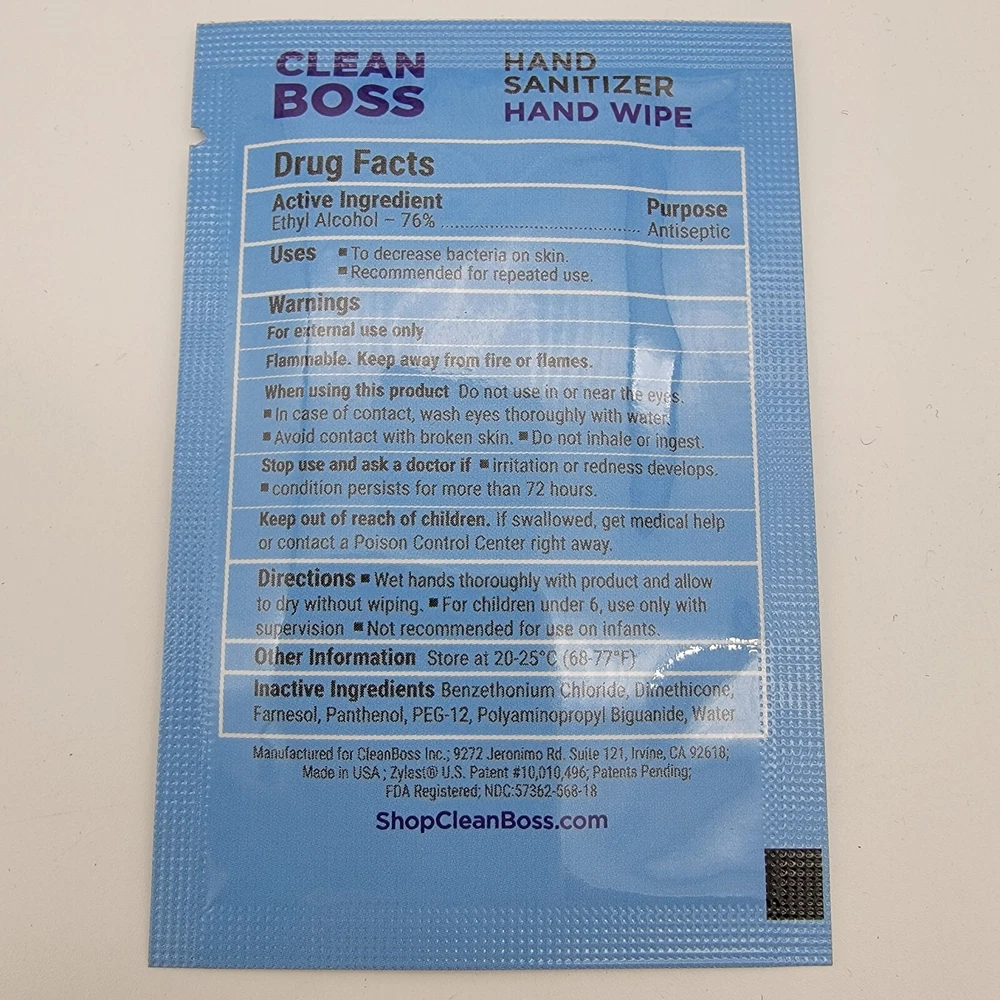 CLEAN
BOSS
HAND
SANITIZER
HAND WIPE
Drug Facts
Active Ingredient Purpose
Ethyl Alcohol – 76% ........................................ Antiseptic
Uses ■ To decrease bacteria on skin.
■ Recommended for repeated use.
Warnings
For external use only
Flammable. Keep away from fire or flames.
When using this product Do not use in or near the eyes.
■ In case of contact, wash eyes thoroughly with water.
■ Avoid contact with broken skin. ■ Do not inhale or ingest.
Stop use and ask a doctor if ■ irritation or redness develops.
■ condition persists for more than 72 hours.
Keep out of reach of children. If swallowed, get medical help
or contact a Poison Control Center right away.
Directions ■ Wet hands thoroughly with product and allow
to dry without wiping. ■ For children under 6, use only with
supervision ■ Not recommended for use on infants.
Other Information Store at 20-25°C (68-77°F)
Inactive Ingredients Benzethonium Chloride, Dimethicone,
Farnesol, Panthenol, PEG-12, Polyaminopropyl Biguanide, Water
Manufactured for CleanBoss Inc.; 9272 Jeronimo Rd. Suite 121, Irvine, CA 92618;
Made in USA ; Zylast® U.S. Patent #10,010,496; Patents Pending;
FDA Registered; NDC:57362-568-18
ShopCleanBoss.com